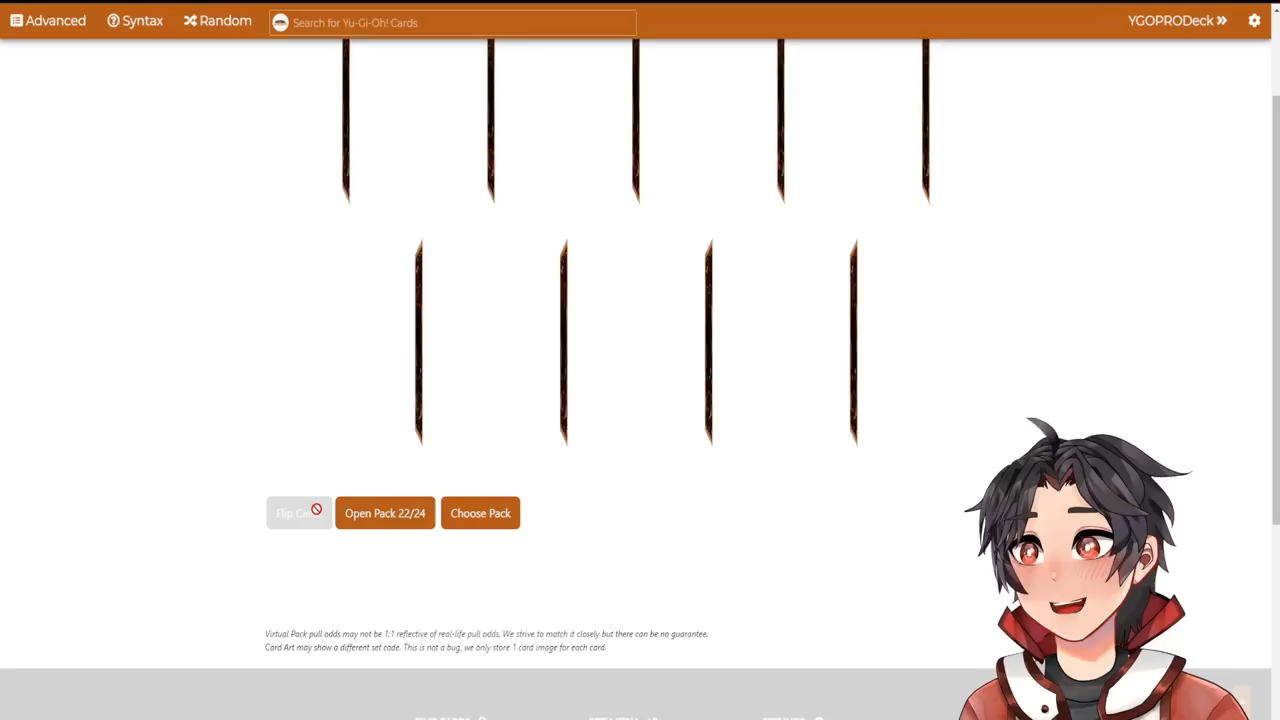 Advanced
Syntax
Random
Search for Yu-Gi-Oh! Cards
YGOPRODeck
Flip
Open Pack 22/24
Choose Pack
Virtual Pack pull odds may not be 1:1 reflective of real-life pull odds. We strive to match it closely but there can be no guarantee.
Card Art may show a different set code. This is not a bug, we only store 1 card image for each card.